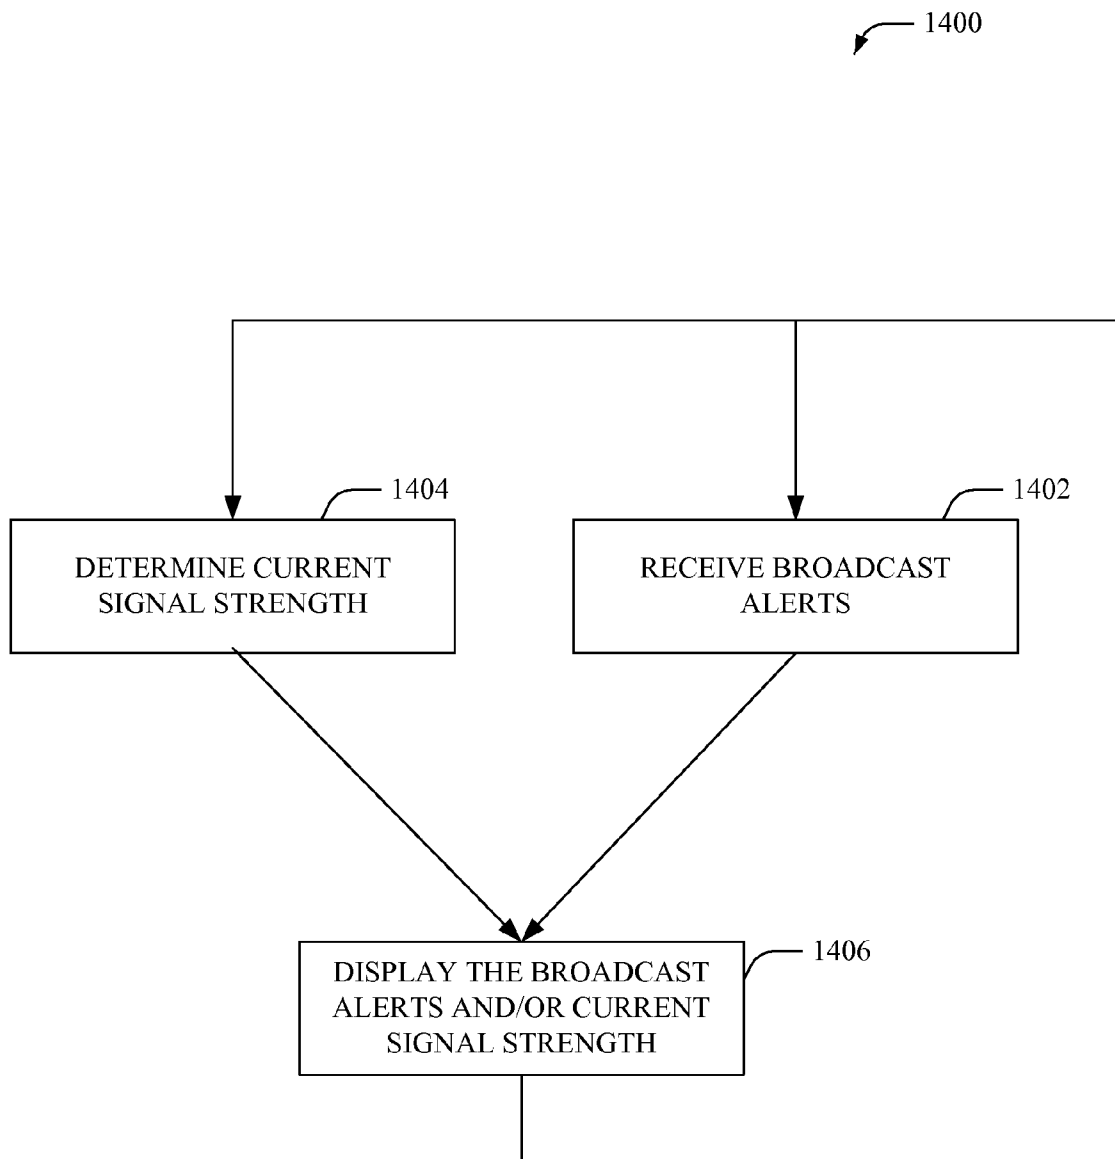 1400
1404
DETERMINE CURRENT
SIGNAL STRENGTH
1402
RECEIVE BROADCAST
ALERTS
1406
DISPLAY THE BROADCAST
ALERTS AND/OR CURRENT
SIGNAL STRENGTH